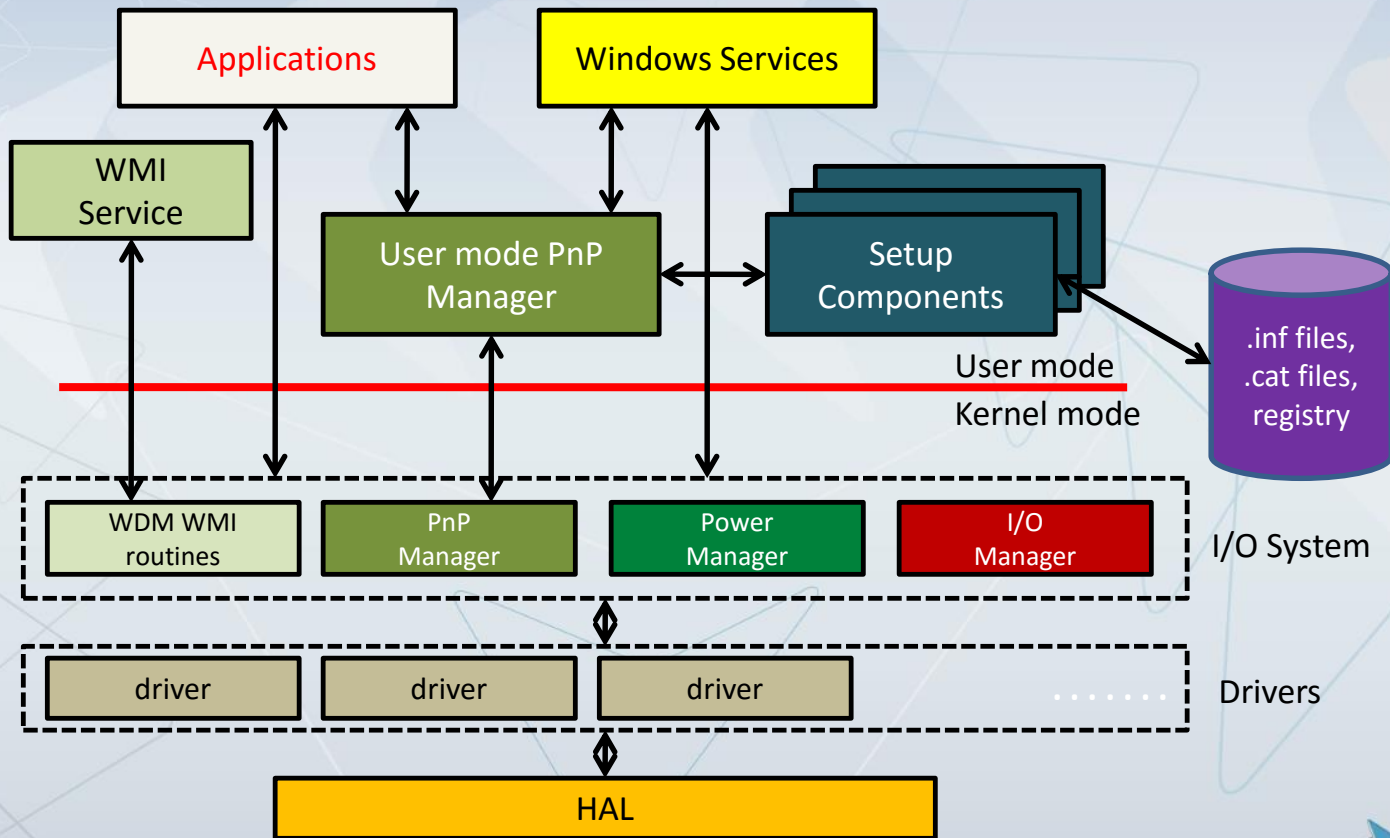 Applications
Windows Services
WMI
Service
User mode PnP
Manager
Setup
Components
.inf files,
.cat files,
registry
User mode
Kernel mode
WDM WMI
routines
PnP
Manager
Power
Manager
I/O
Manager
I/O System
driver
driver
driver
.......
Drivers
HAL